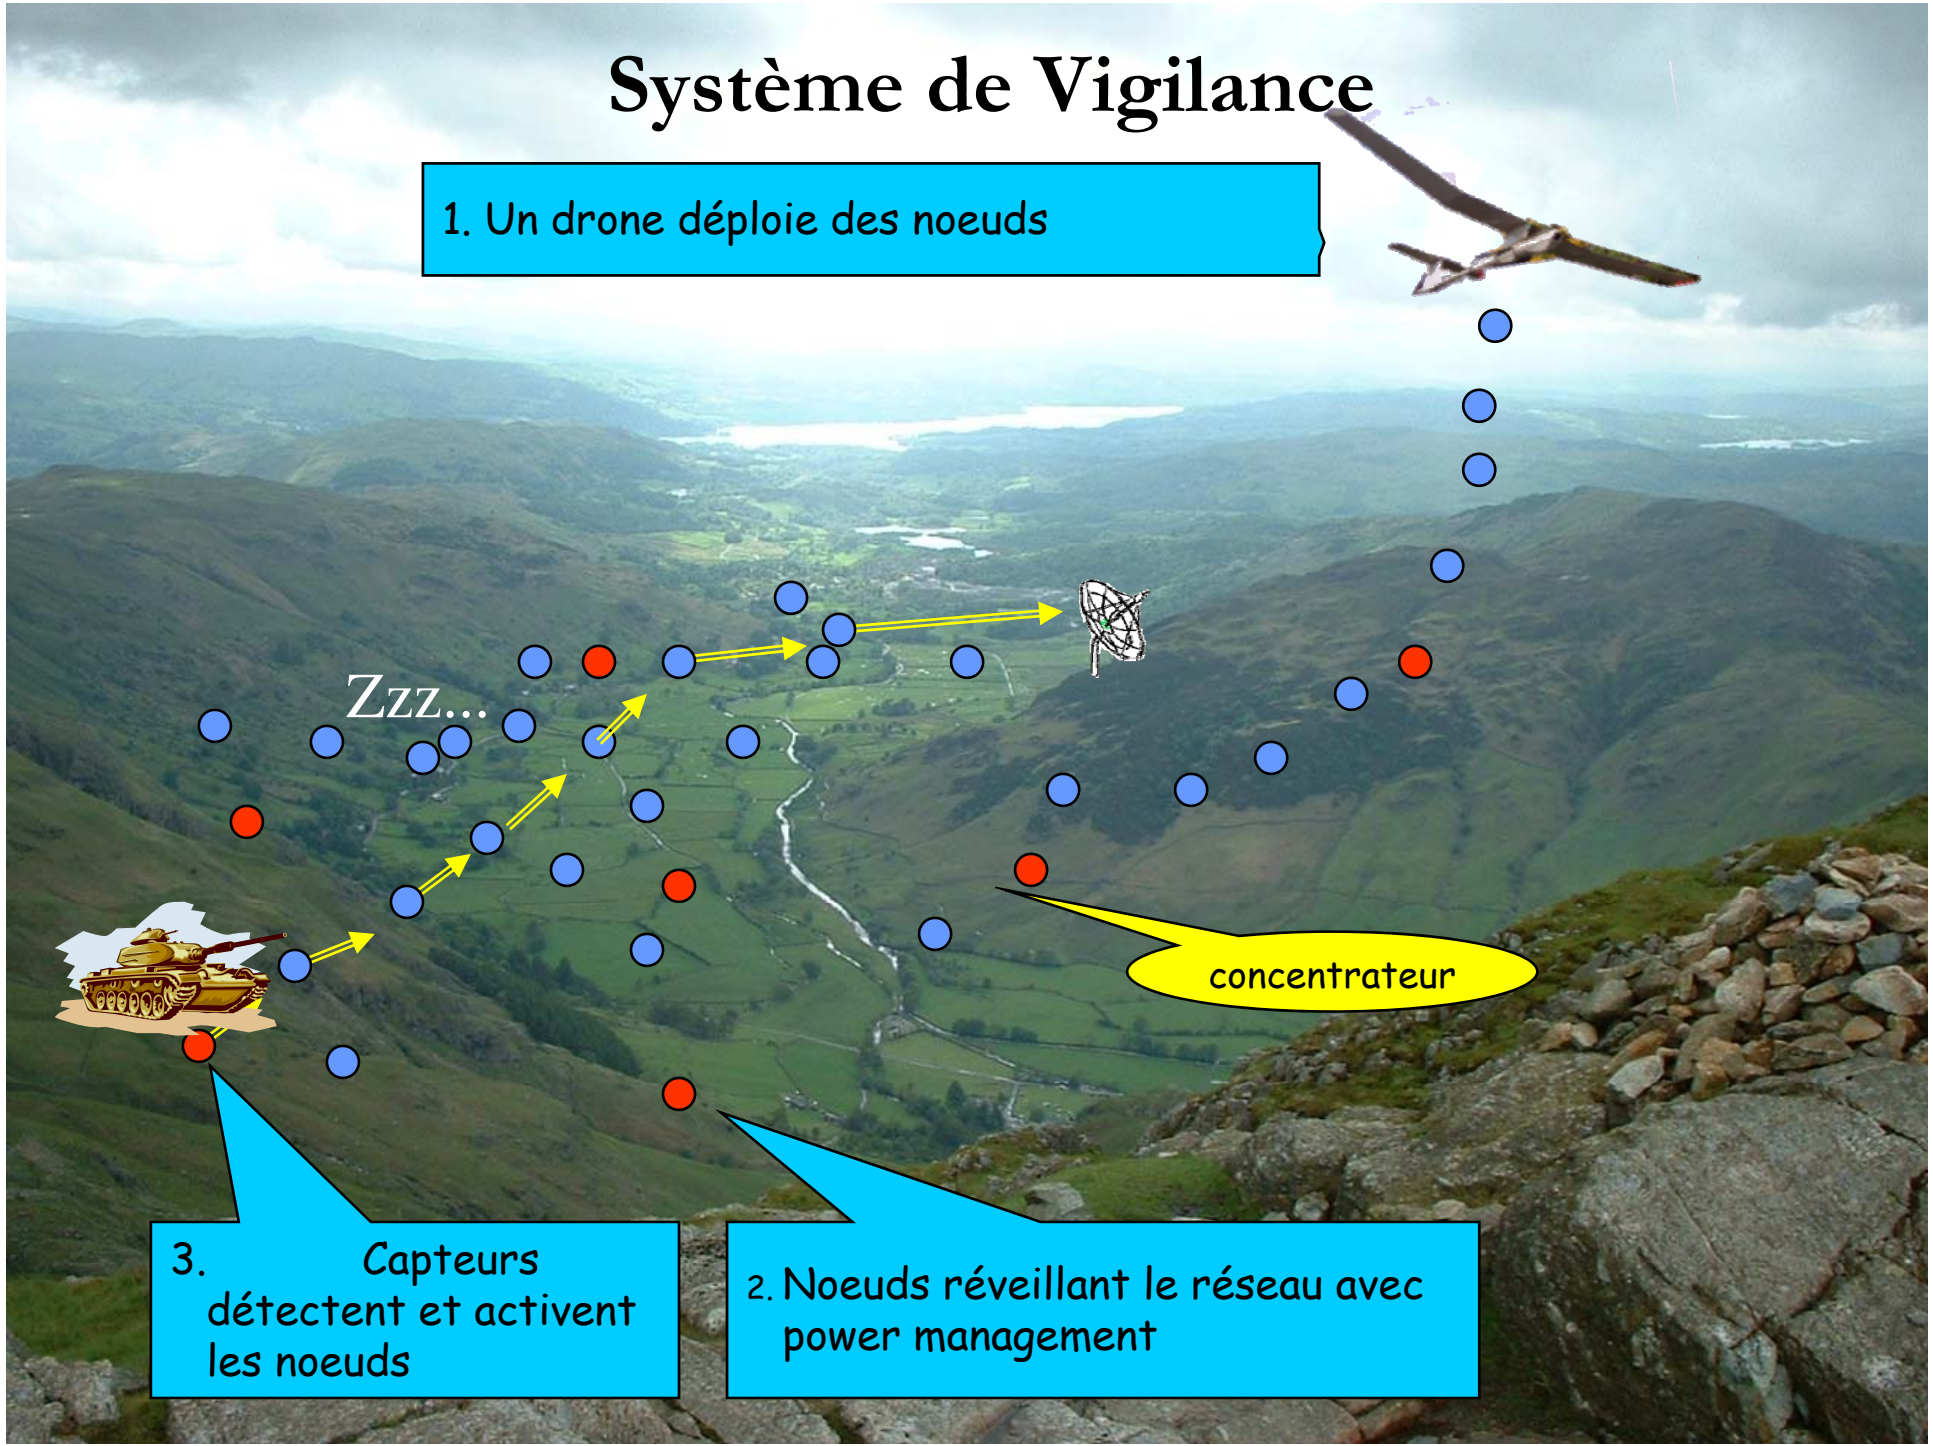 Système de Vigilance
1. Un drone déploie des noeuds
Zzz...
concentrateur
3. Capteurs
détectent et activent
les noeuds
2. Noeuds réveillant le réseau avec
power management